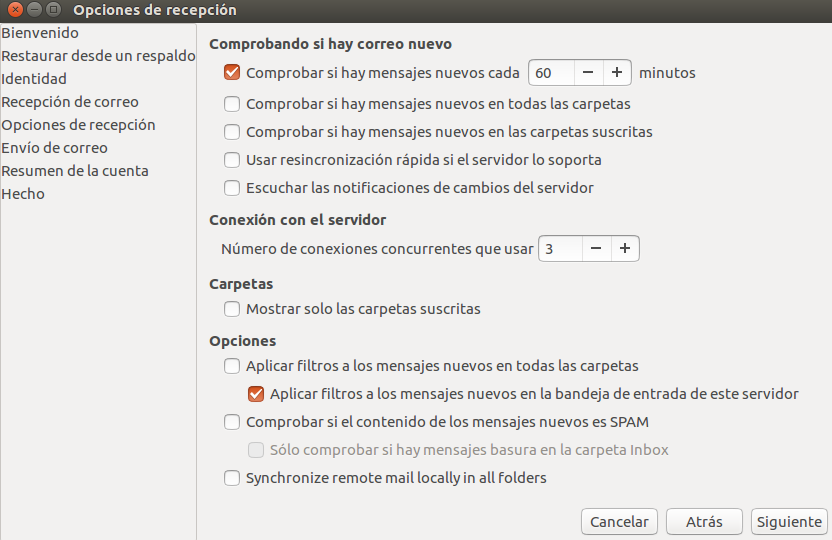 Opciones de recepción
Bienvenido
Restaurar desde un respaldo
Identidad
Recepción de correo
Opciones de recepción
Envío de correo
Resumen de la cuenta
Hecho
Comprobando si hay correo nuevo
Comprobar si hay mensajes nuevos cada 60 − + minutos
Comprobar si hay mensajes nuevos en todas las carpetas
Comprobar si hay mensajes nuevos en las carpetas suscritas
Usar resincronización rápida si el servidor lo soporta
Escuchar las notificaciones de cambios del servidor
Conexión con el servidor
Número de conexiones concurrentes que usar 3 − +
Carpetas
Mostrar solo las carpetas suscritas
Opciones
Aplicar filtros a los mensajes nuevos en todas las carpetas
Aplicar filtros a los mensajes nuevos en la bandeja de entrada de este servidor
Comprobar si el contenido de los mensajes nuevos es SPAM
Sólo comprobar si hay mensajes basura en la carpeta Inbox
Synchronize remote mail locally in all folders
Cancelar Atrás Siguiente